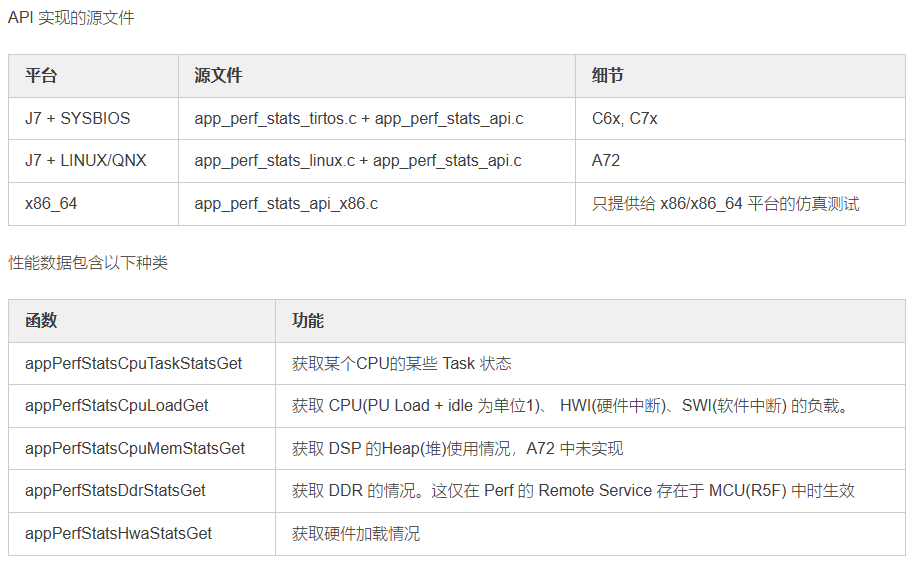 API 实现的源文件
平台 源文件 细节
J7 + SYSBIOS app_perf_stats_tirtos.c + app_perf_stats_api.c C6x, C7x
J7 + LINUX/QNX app_perf_stats_linux.c + app_perf_stats_api.c A72
x86_64 app_perf_stats_api_x86.c 只提供给 x86/x86_64 平台的仿真测试
性能数据包含以下种类
函数 功能
appPerfStatsCpuTaskStatsGet 获取某个CPU的某些 Task 状态
appPerfStatsCpuLoadGet 获取 CPU(PU Load + idle 为单位1)、 HWI(硬件中断)、SWI(软件中断) 的负载。
appPerfStatsCpuMemStatsGet 获取 DSP 的Heap(堆)使用情况，A72 中未实现
appPerfStatsDdrStatsGet 获取 DDR 的情况。这仅在 Perf 的 Remote Service 存在于 MCU(R5F) 中时生效
appPerfStatsHwaStatsGet 获取硬件加载情况